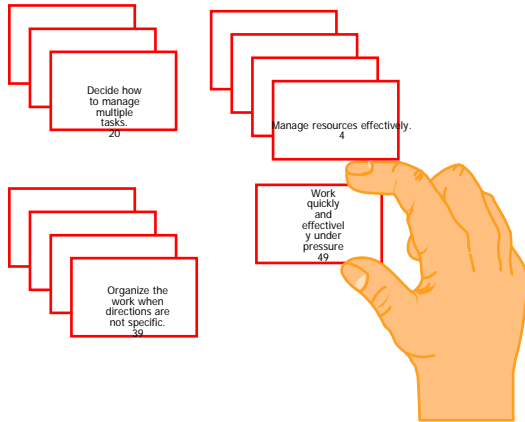 Decide how
to manage
multiple
tasks.
20
Manage resources effectively.
4
Work
quickly
and
effectivel
y under
pressure
49
Organize the
work when
directions are
not specific.
39